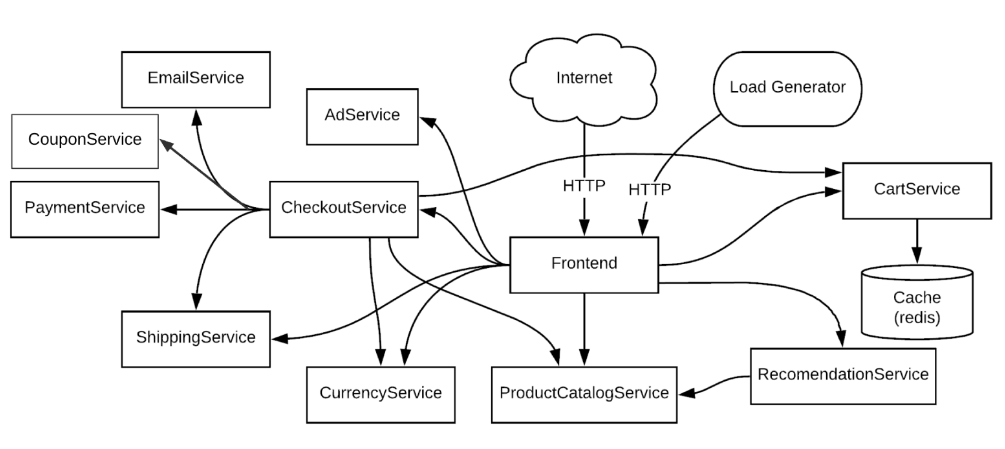 EmailService
Internet
Load Generator
AdService
CouponService
HTTP
HTTP
CartService
PaymentService
CheckoutService
Frontend
Cache
(redis)
ShippingService
CurrencyService
ProductCatalogService
RecomendationService